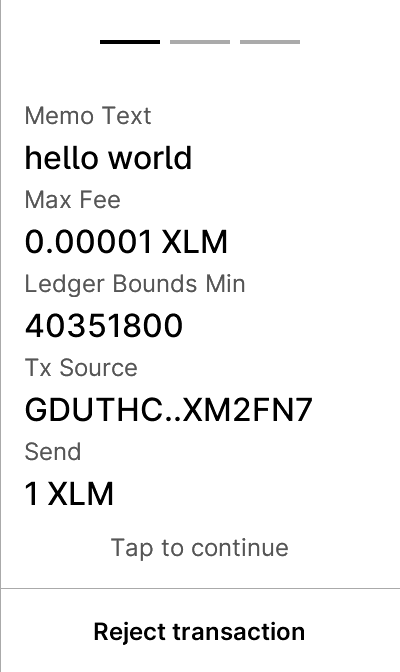 Memo Text
hello world
Max Fee
0.00001 XLM
Ledger Bounds Min
40351800
Tx Source
GDUTHC..XM2FN7
Send
1 XLM
Tap to continue
Reject transaction